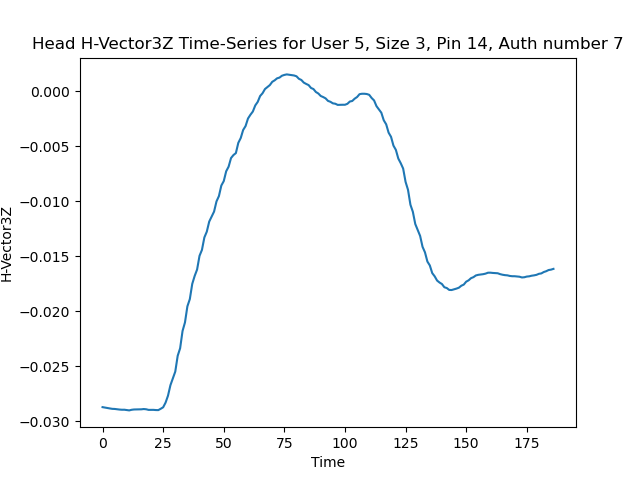 Head H-Vector3Z Time-Series for User 5, Size 3, Pin 14, Auth number 7
H-Vector3Z
0.000
−0.005
−0.010
−0.015
−0.020
−0.025
−0.030
0 25 50 75 100 125 150 175
Time